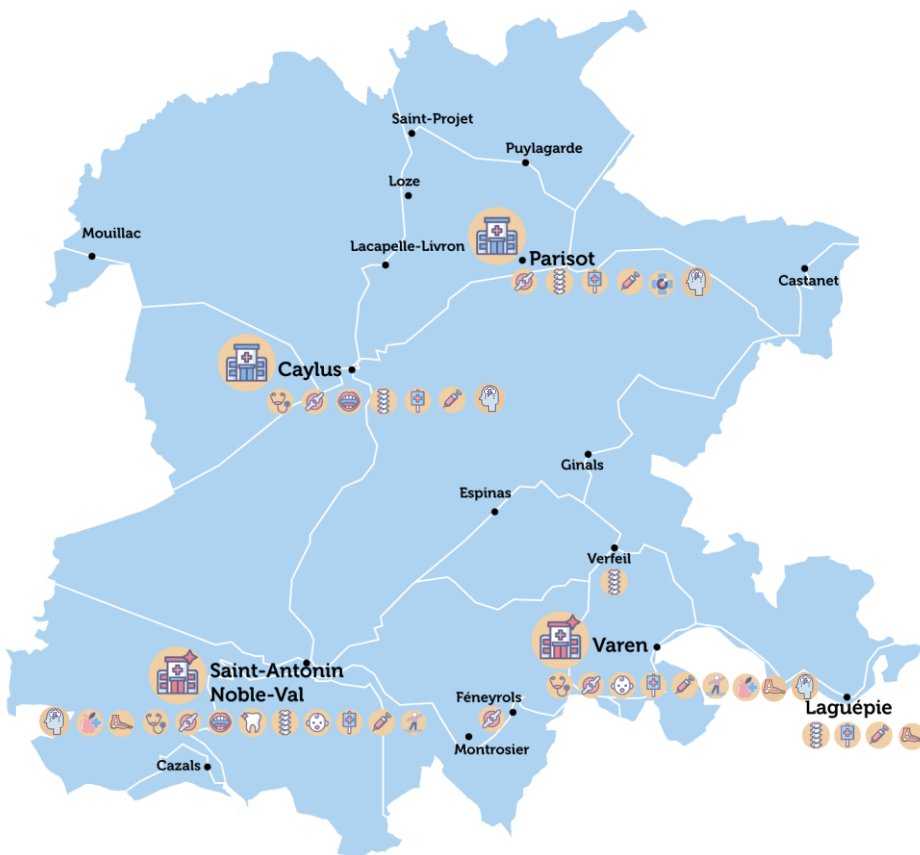 Saint-Projet
Puylagarde
Loze
Mouillac
Lacapelle-Livron
Parisot
Castanet
Caylus
Ginals
Espinas
Verfeil
Varen
Saint-Antonin
Noble-Val
Féneyrols
Laguépie
Montrosier
Cazals